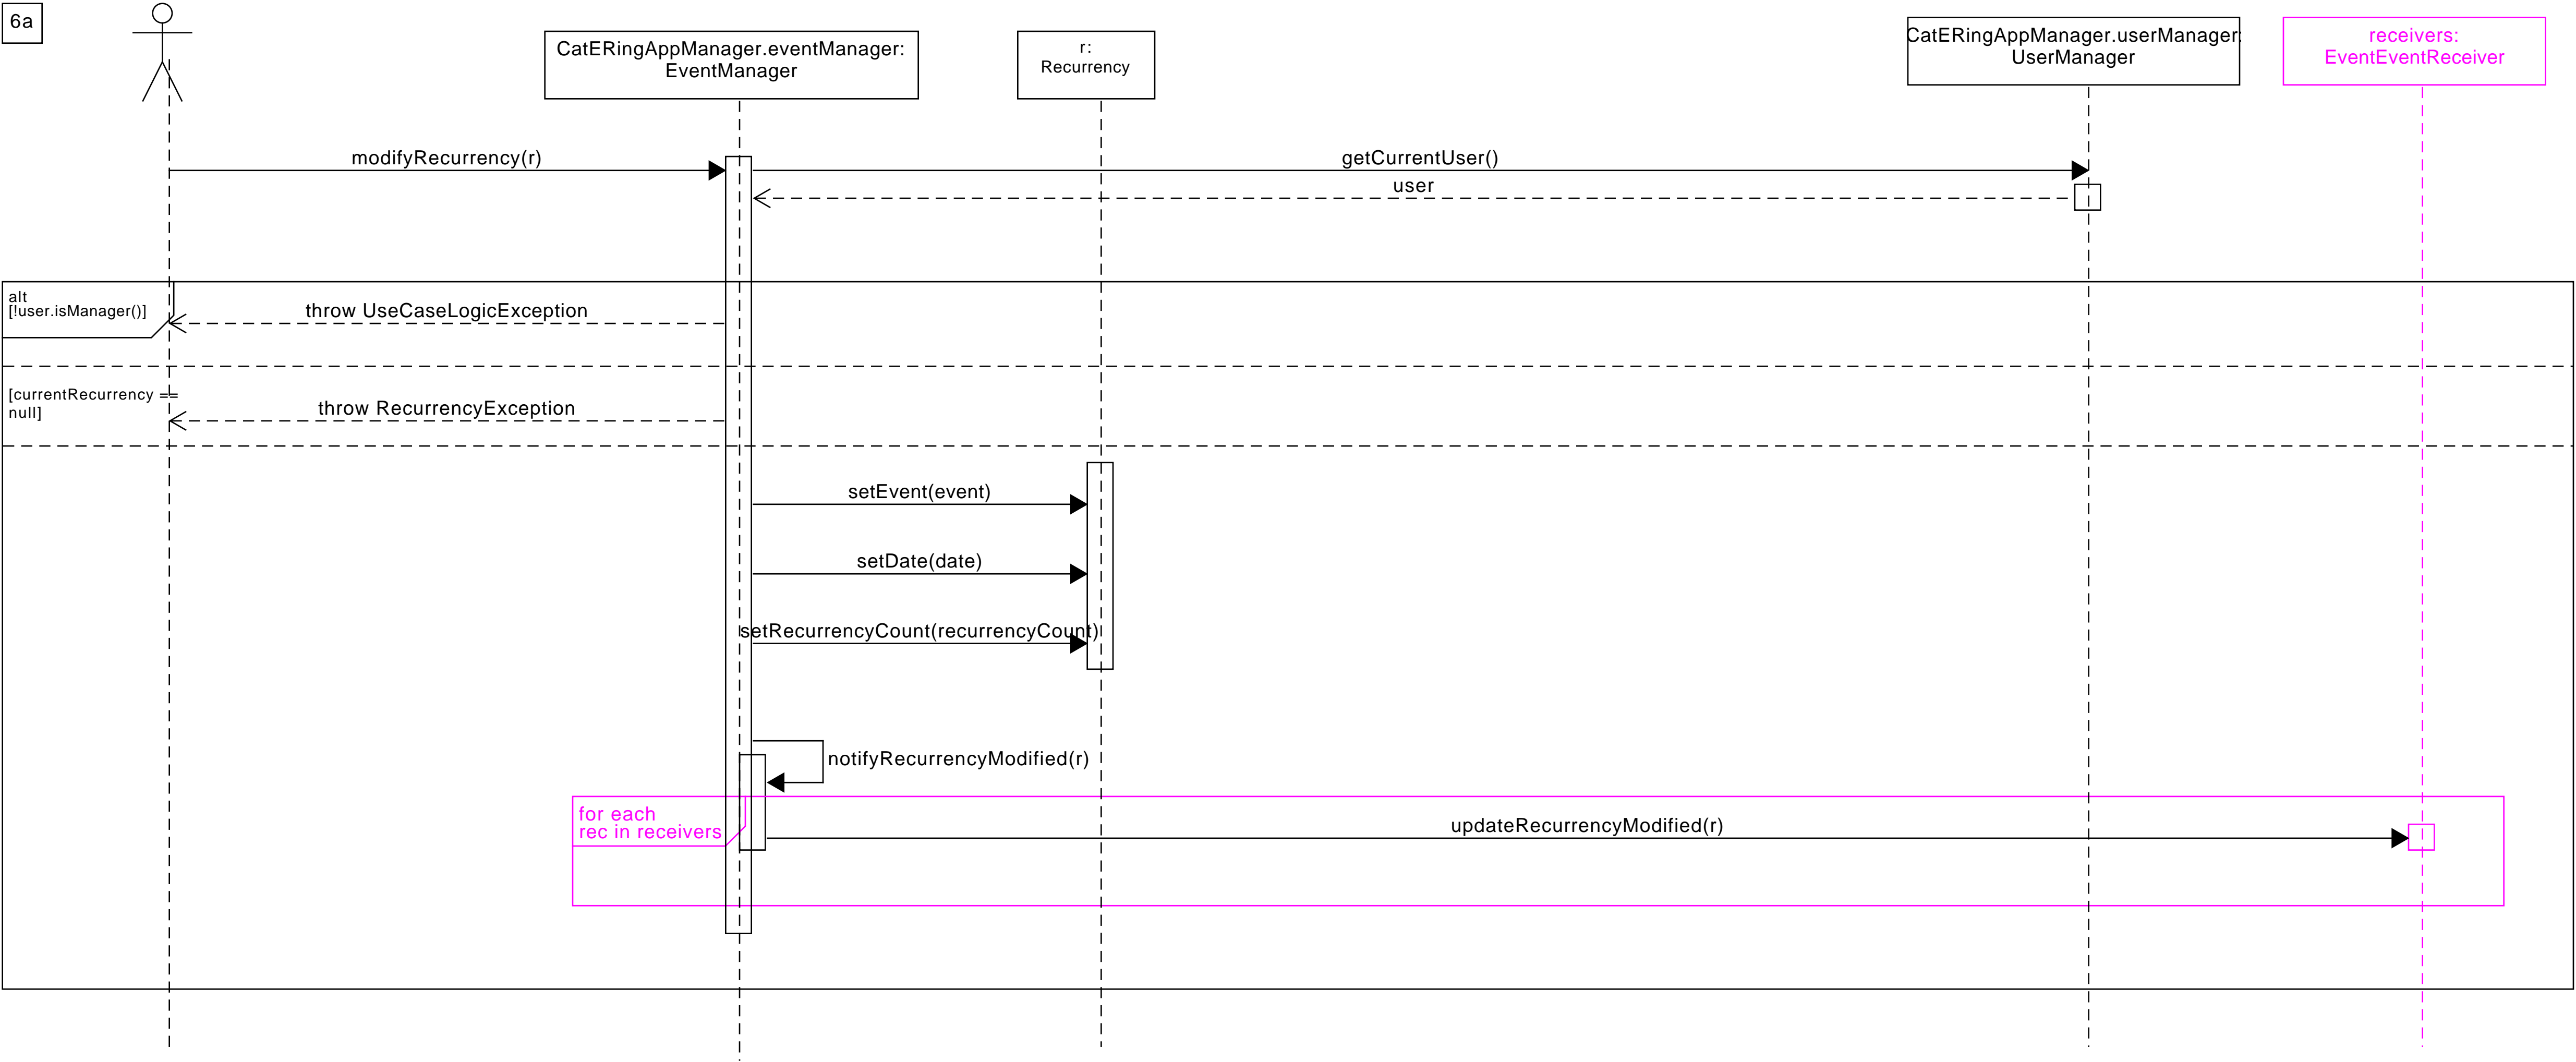 6a
CatERingAppManager.eventManager:
EventManager
r:
Recurrency
CatERingAppManager.userManager:
UserManager
receivers:
EventEventReceiver
modifyRecurrency(r)
getCurrentUser()
user
alt
[!user.isManager()]
throw UseCaseLogicException
[currentRecurrency ==
null]
throw RecurrencyException
setEvent(event)
setDate(date)
setRecurrencyCount(recurrencyCount)
notifyRecurrencyModified(r)
for each
rec in receivers
updateRecurrencyModified(r)